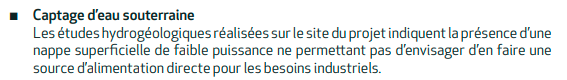 ■ Captage d’eau souterraine
Les études hydrogéologiques réalisées sur le site du projet indiquent la présence d’une
nappe superficielle de faible puissance ne permettant pas d’envisager d’en faire une
source d’alimentation directe pour les besoins industriels.